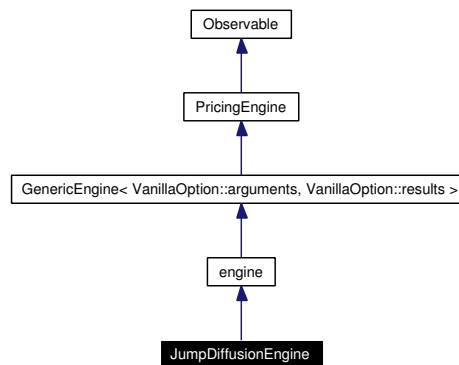 Observable
PricingEngine
GenericEngine< VanillaOption::arguments, VanillaOption::results >
engine
JumpDiffusionEngine